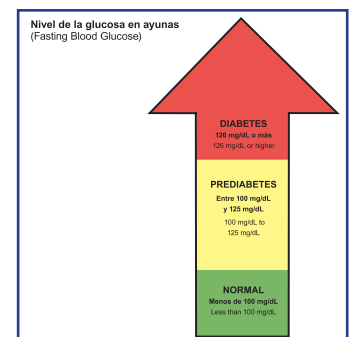 Nivel de la glucosa en ayunas
(Fasting Blood Glucose)
DIABETES
126 mg/dL o más
126 mg/dL or higher
PREDIABETES
Entre 100 mg/dL
y 125 mg/dL
100 mg/dL to
125 mg/dL
NORMAL
Menos de 100 mg/dL
Less than 100 mg/dL